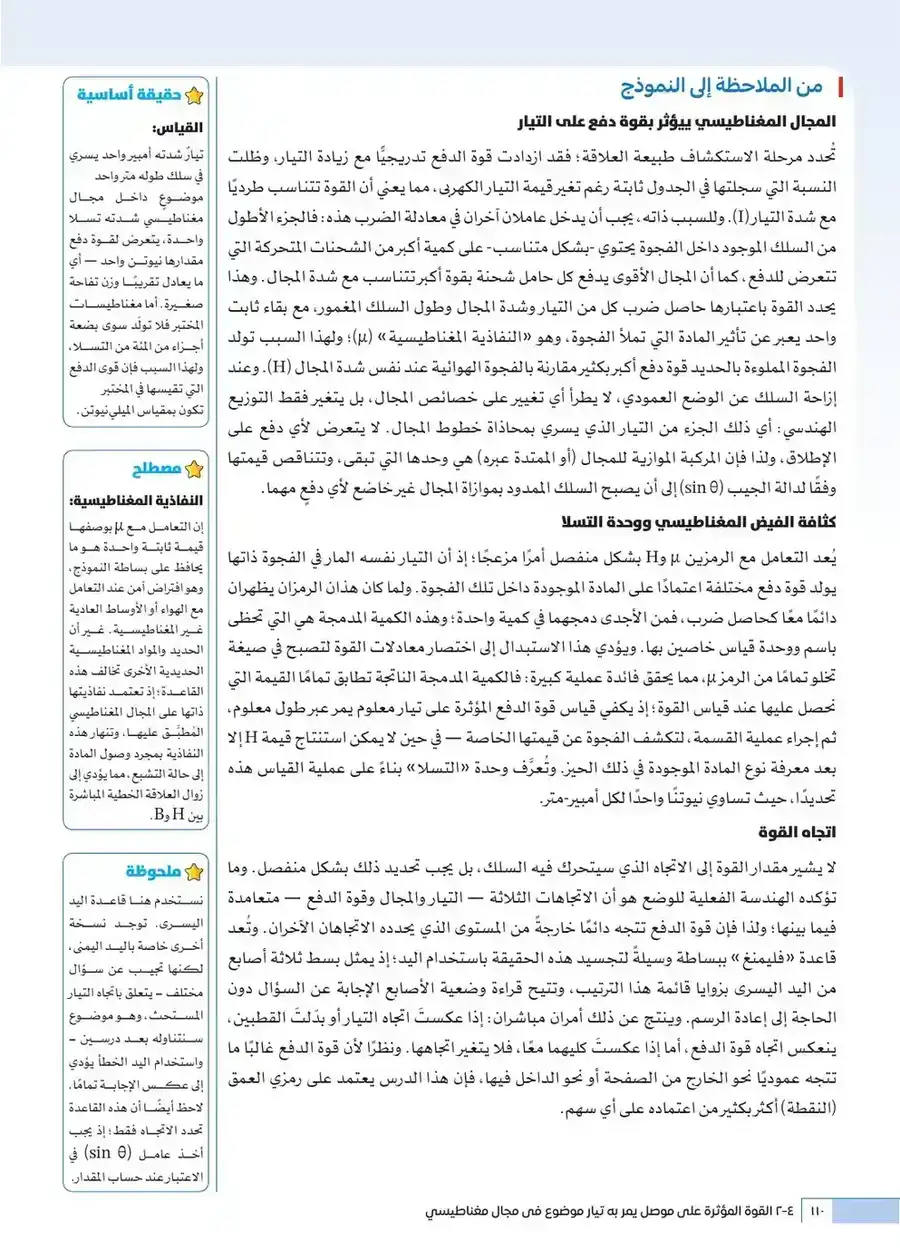 من الملاحظة إلى النموذج
المجال المغناطيسي ييؤثر بقوة دفع على التيار
تُحدد مرحلة الاستكشاف طبيعة العلاقة؛ فقد ازدادت قوة الدفع تدريجيًّا مع زيادة التيار، وظلت
النسبة التي سجلتها في الجدول ثابتة رغم تغير قيمة التيار الكهربى، مما يعني أن القوة تتناسب طرديًا
مع شدة التيار (I). وللسبب ذاته، يجب أن يدخل عاملان آخران في معادلة الضرب هذه: فالجزء الأطول
من السلك الموجود داخل الفجوة يحتوي -بشكل متناسب- على كمية أكبر من الشحنات المتحركة التي
تتعرض للدفع، كما أن المجال الأقوى يدفع كل حامل شحنة بقوة أكبر تتناسب مع شدة المجال. وهذا
يحدد القوة باعتبارها حاصل ضرب كل من التيار وشدة المجال وطول السلك المغمور، مع بقاء ثابت
واحد يعبر عن تأثير المادة التي تملأ الفجوة، وهو «النفاذية المغناطيسية» (μ)؛ ولهذا السبب تولد
الفجوة المملوءة بالحديد قوة دفع أكبر بكثير مقارنة بالفجوة الهوائية عند نفس شدة المجال (H). وعند
إزاحة السلك عن الوضع العمودي، لا يطرأ أي تغيير على خصائص المجال، بل يتغير فقط التوزيع
الهندسي: أي ذلك الجزء من التيار الذي يسري بمحاذاة خطوط المجال. لا يتعرض لأي دفع على
الإطلاق، ولذا فإن المركبة الموازية للمجال (أو الممتدة عبره) هي وحدها التي تبقى، وتتناقص قيمتها
وفقًا لدالة الجيب (sin θ) إلى أن يصبح السلك الممدود بموازاة المجال غير خاضع لأي دفعٍ مهما.
كثافة الفيض المغناطيسي ووحدة التسلا
يُعد التعامل مع الرمزين μ وH بشكل منفصل أمرًا مزعجًا؛ إذ أن التيار نفسه المار في الفجوة ذاتها
يولد قوة دفع مختلفة اعتمادًا على المادة الموجودة داخل تلك الفجوة. ولما كان هذان الرمزان يظهران
دائمًا معًا كحاصل ضرب، فمن الأجدى دمجهما في كمية واحدة؛ وهذه الكمية المدمجة هي التي تحظى
باسم ووحدة قياس خاصين بها. ويؤدي هذا الاستبدال إلى اختصار معادلات القوة لتصبح في صيغة
تخلو تمامًا من الرمز μ، مما يحقق فائدة عملية كبيرة: فالكمية المدمجة الناتجة تطابق تمامًا القيمة التي
نحصل عليها عند قياس القوة؛ إذ يكفي قياس قوة الدفع المؤثرة على تيار معلوم يمر عبر طول معلوم،
ثم إجراء عملية القسمة، لتكشف الفجوة عن قيمتها الخاصة — في حين لا يمكن استنتاج قيمة H إلا
بعد معرفة نوع المادة الموجودة في ذلك الحيز. وتُعرَّف وحدة «التسلا» بناءً على عملية القياس هذه
تحديدًا، حيث تساوي نيوتنًا واحدًا لكل أمبير-متر.
اتجاه القوة
لا يشير مقدار القوة إلى الاتجاه الذي سيتحرك فيه السلك، بل يجب تحديد ذلك بشكل منفصل. وما
تؤكده الهندسة الفعلية للوضع هو أن الاتجاهات الثلاثة — التيار والمجال وقوة الدفع — متعامدة
فيما بينها؛ ولذا فإن قوة الدفع تتجه دائمًا خارجةً من المستوى الذي يحدده الاتجاهان الآخران. وتُعد
قاعدة «فليمنغ» ببساطة وسيلةً لتجسيد هذه الحقيقة باستخدام اليد؛ إذ يمثل بسط ثلاثة أصابع
من اليد اليسرى بزوايا قائمة هذا الترتيب، وتتيح قراءة وضعية الأصابع الإجابة عن السؤال دون
الحاجة إلى إعادة الرسم. وينتج عن ذلك أمران مباشران: إذا عكستَ اتجاه التيار أو بدّلتَ القطبين،
ينعكس اتجاه قوة الدفع، أما إذا عكستَ كليهما معًا، فلا يتغير اتجاهها. ونظرًا لأن قوة الدفع غالبًا ما
تتجه عموديًا نحو الخارج من الصفحة أو نحو الداخل فيها، فإن هذا الدرس يعتمد على رمزي العمق
(النقطة) أكثر بكثير من اعتماده على أي سهم.
حقيقة أساسية
القياس:
تيارٌ شدته أمبير واحد يسري
في سلك طوله متر واحد
موضوعٍ داخل مجال
مغناطيسي شدته تسلا
واحدة، يتعرض لقوة دفع
مقدارها نيوتن واحد — أي
ما يعادل تقريبًا وزن تفاحة
صغيرة. أما مغناطيسات
المختبر فلا تولّد سوى بضعة
أجزاء من المئة من التسلا،
ولهذا السبب فإن قوى الدفع
التي تقيسها في المختبر
تكون بمقياس الميلي نيوتن.
مصطلح
النفاذية المغناطيسية:
إن التعامل مع μ بوصفها
قيمة ثابتة واحدة هو ما
يحافظ على بساطة النموذج،
وهو افتراض آمن عند التعامل
مع الهواء أو الأوساط العادية
غير المغناطيسية. غير أن
الحديد والمواد المغناطيسية
الحديدية الأخرى تخالف هذه
القاعدة؛ إذ تعتمد نفاذيتها
ذاتها على المجال المغناطيسي
المُطبَّق عليها، وتنهار هذه
النفاذية بمجرد وصول المادة
إلى حالة التشبع، مما يؤدي إلى
زوال العلاقة الخطية المباشرة
بين H وB.
ملحوظة
نستخدم هنا قاعدة اليد
اليسرى. توجد نسخة
أخرى خاصة باليد اليمنى،
لكنها تجيب عن سؤال
مختلف – يتعلق باتجاه التيار
المستحث، وهو موضوع
سنتناوله بعد درسين –
واستخدام اليد الخطأ يؤدي
إلى عكس الإجابة تمامًا.
لاحظ أيضًا أن هذه القاعدة
تحدد الاتجاه فقط؛ إذ يجب
أخذ عامل (sin θ) في
الاعتبار عند حساب المقدار.
١١٠ ٤-٢ القوة المؤثرة على موصل يمر به تيار موضوع فى مجال مغناطيسي